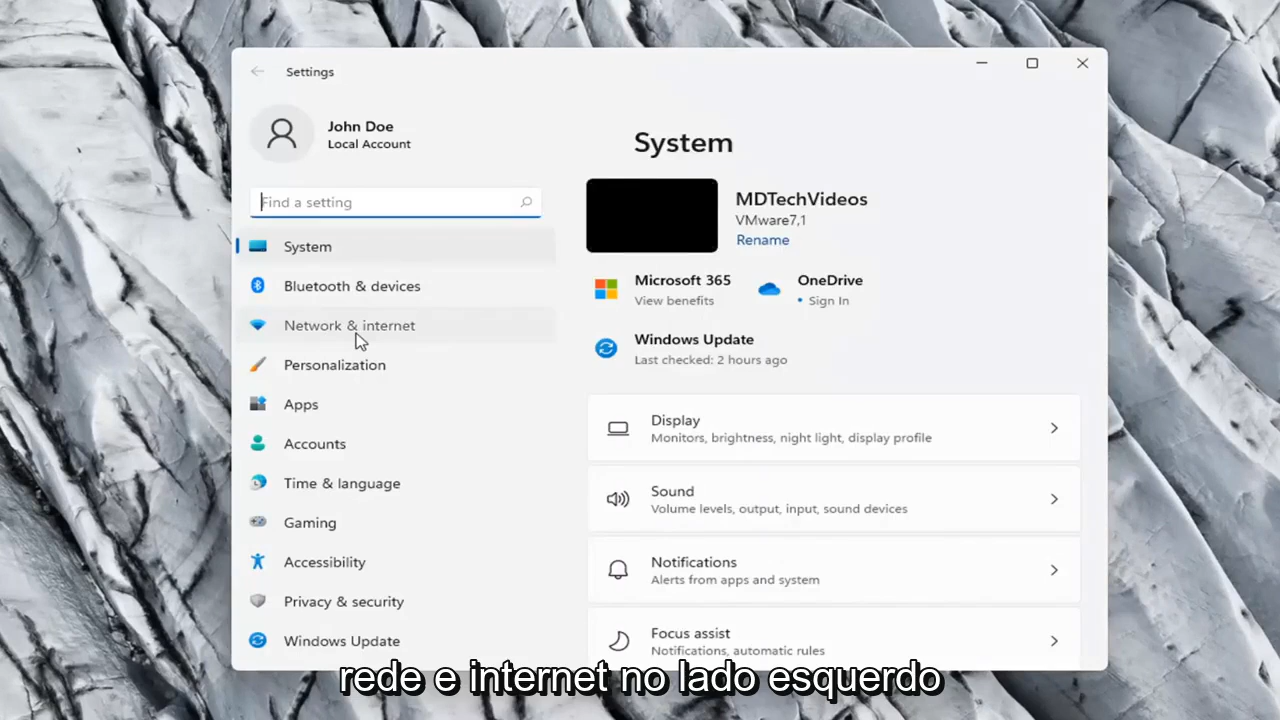 Settings
John Doe
Local Account
Find a setting
System
Bluetooth & devices
Network & internet
Personalization
Apps
Accounts
Time & language
Gaming
Accessibility
Privacy & security
Windows Update
System
MDTechVideos
VMware7,1
Rename
Microsoft 365
View benefits
OneDrive
• Sign In
Windows Update
Last checked: 2 hours ago
Display
Monitors, brightness, night light, display profile
Sound
Volume levels, output, input, sound devices
Notifications
Alerts from apps and system
Focus assist
Notifications, automatic rules
rede e internet no lado esquerdo